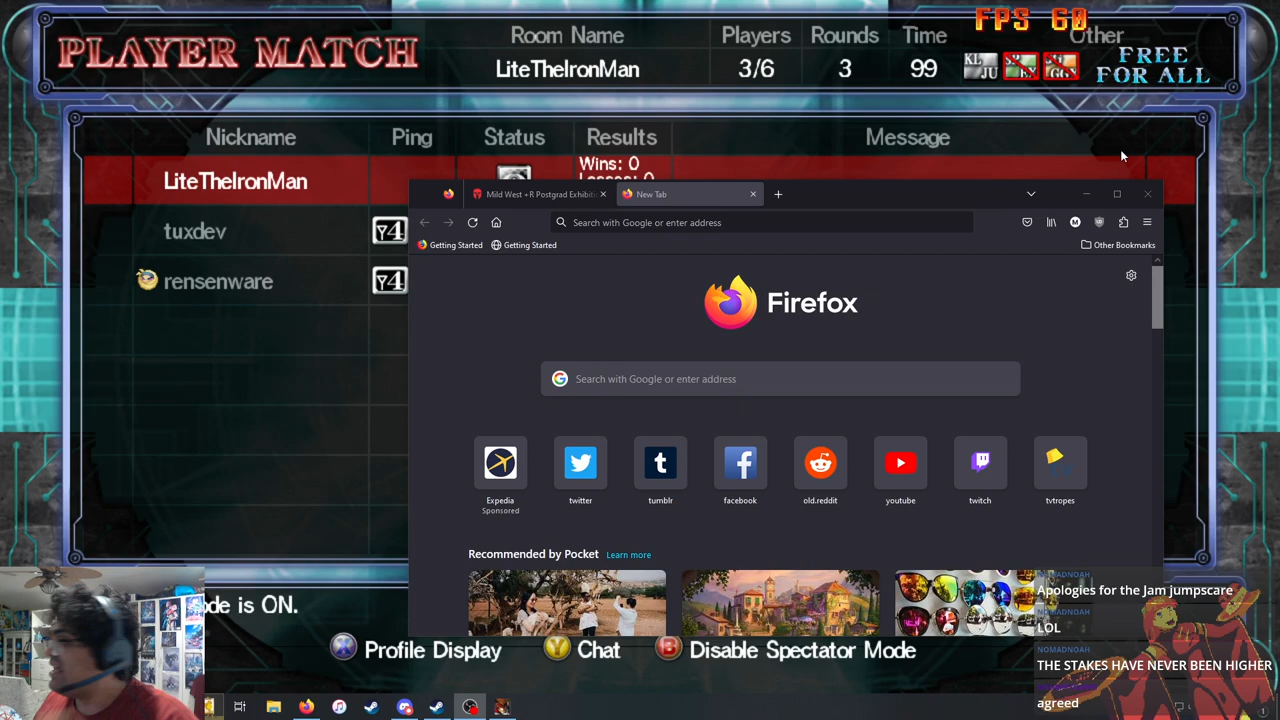 FPS 60
PLAYER MATCH
Room Name
Players
Rounds
Time
Other
LiteTheIronMan
3/6
3
99
FREE
FOR ALL
Nickname
Ping
Status
Results
Message
LiteTheIronMan
Wins: 0
tuxdev
4
rensenware
4
Mild West +R Postgrad Exhibiti
New Tab
Search with Google or enter address
Getting Started
Getting Started
Other Bookmarks
Firefox
Search with Google or enter address
Expedia
Sponsored
twitter
tumblr
facebook
old.reddit
youtube
twitch
tvtropes
Recommended by Pocket
Learn more
ode is ON.
Profile Display
Chat
Disable Spectator Mode
NOMADNOAH
Apologies for the Jam jumpscare
NOMADNOAH
LOL
NOMADNOAH
THE STAKES HAVE NEVER BEEN HIGHER
agreed